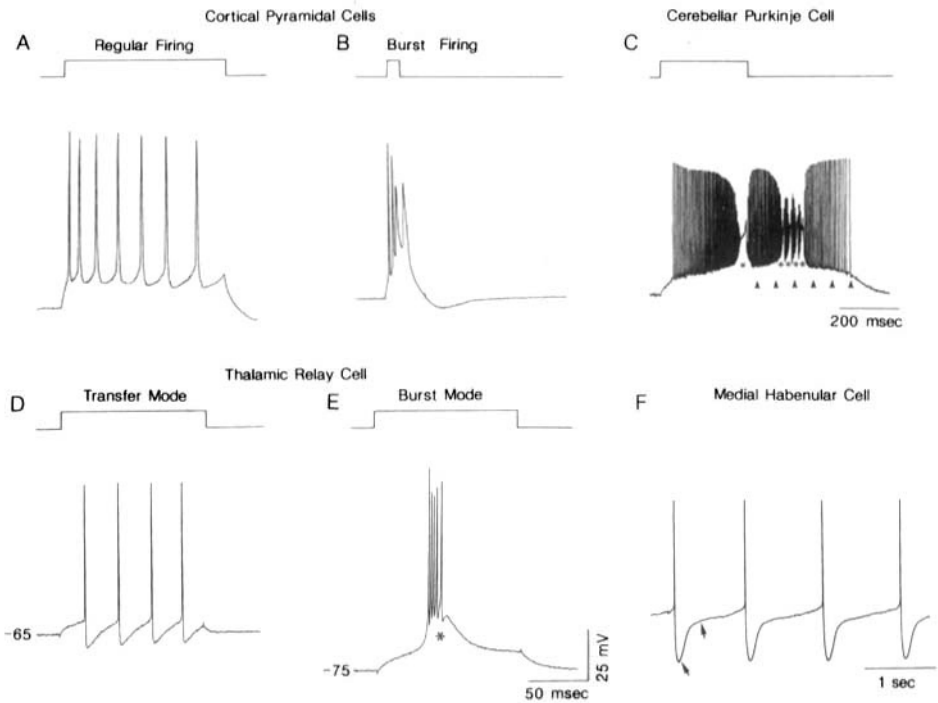 Cortical Pyramidal Cells
Cerebellar Purkinje Cell
A
Regular Firing
B
Burst Firing
C
* ****
200 msec
Thalamic Relay Cell
D
Transfer Mode
E
Burst Mode
F
Medial Habenular Cell
-65
*
-75
25 mV
50 msec
1 sec